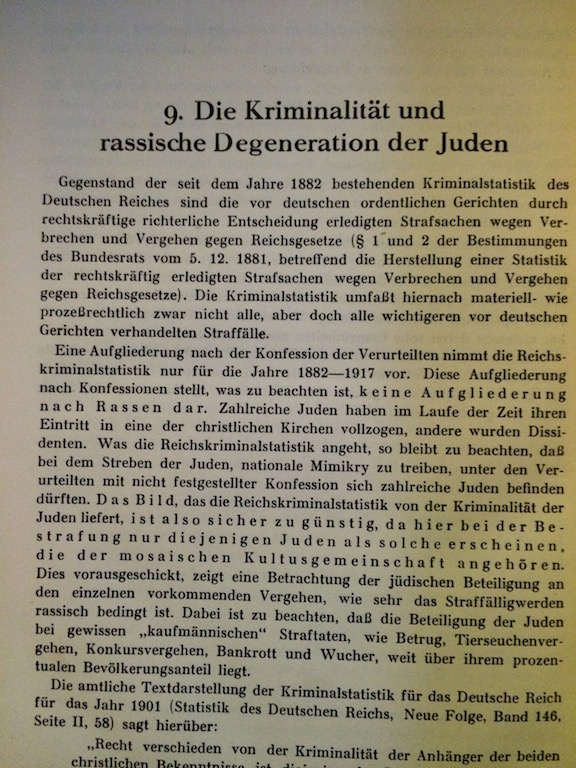 9. Die Kriminalität und
rassische Degeneration der Juden
Gegenstand der seit dem Jahre 1882 bestehenden Kriminalstatistik des
Deutschen Reiches sind die vor deutschen ordentlichen Gerichten durch
rechtskräftige richterliche Entscheidung erledigten Strafsachen wegen Ver-
brechen und Vergehen gegen Reichsgesetze (§ 1 und 2 der Bestimmungen
des Bundesrats vom 5. 12. 1881, betreffend die Herstellung einer Statistik
der rechtskräftig erledigten Strafsachen wegen Verbrechen und Vergehen
gegen Reichsgesetze). Die Kriminalstatistik umfaßt hiernach materiell- wie
prozeßrechtlich zwar nicht alle, aber doch alle wichtigeren vor deutschen
Gerichten verhandelten Straffälle.
Eine Aufgliederung nach der Konfession der Verurteilten nimmt die Reichs-
kriminalstatistik nur für die Jahre 1882—1917 vor. Diese Aufgliederung
nach Konfessionen stellt, was zu beachten ist, keine Aufgliederung
nach Rassen dar. Zahlreiche Juden haben im Laufe der Zeit ihren
Eintritt in eine der christlichen Kirchen vollzogen, andere wurden Dissi-
denten. Was die Reichskriminalstatistik angeht, so bleibt zu beachten, daß
bei dem Streben der Juden, nationale Mimikry zu treiben, unter den Ver-
urteilten mit nicht festgestellter Konfession sich zahlreiche Juden befinden
dürften. Das Bild, das die Reichskriminalstatistik von der Kriminalität der
Juden liefert, ist also sicher zu günstig, da hier bei der Be-
strafung nur diejenigen Juden als solche erscheinen,
die der mosaischen Kultusgemeinschaft angehören.
Dies vorausgeschickt, zeigt eine Betrachtung der jüdischen Beteiligung an
den einzelnen vorkommenden Vergehen, wie sehr das Straffälligwerden
rassisch bedingt ist. Dabei ist zu beachten, daß die Beteiligung der Juden
bei gewissen „kaufmännischen“ Straftaten, wie Betrug, Tierseuchenver-
gehen, Konkursvergehen, Bankrott und Wucher, weit über ihrem prozen-
tualen Bevölkerungsanteil liegt.
Die amtliche Textdarstellung der Kriminalstatistik für das Deutsche Reich
für das Jahr 1901 (Statistik des Deutschen Reichs, Neue Folge, Band 146,
Seite II, 58) sagt hierüber:
„Recht verschieden von der Kriminalität der Anhänger der beiden
christlichen Bekenntnisse ist